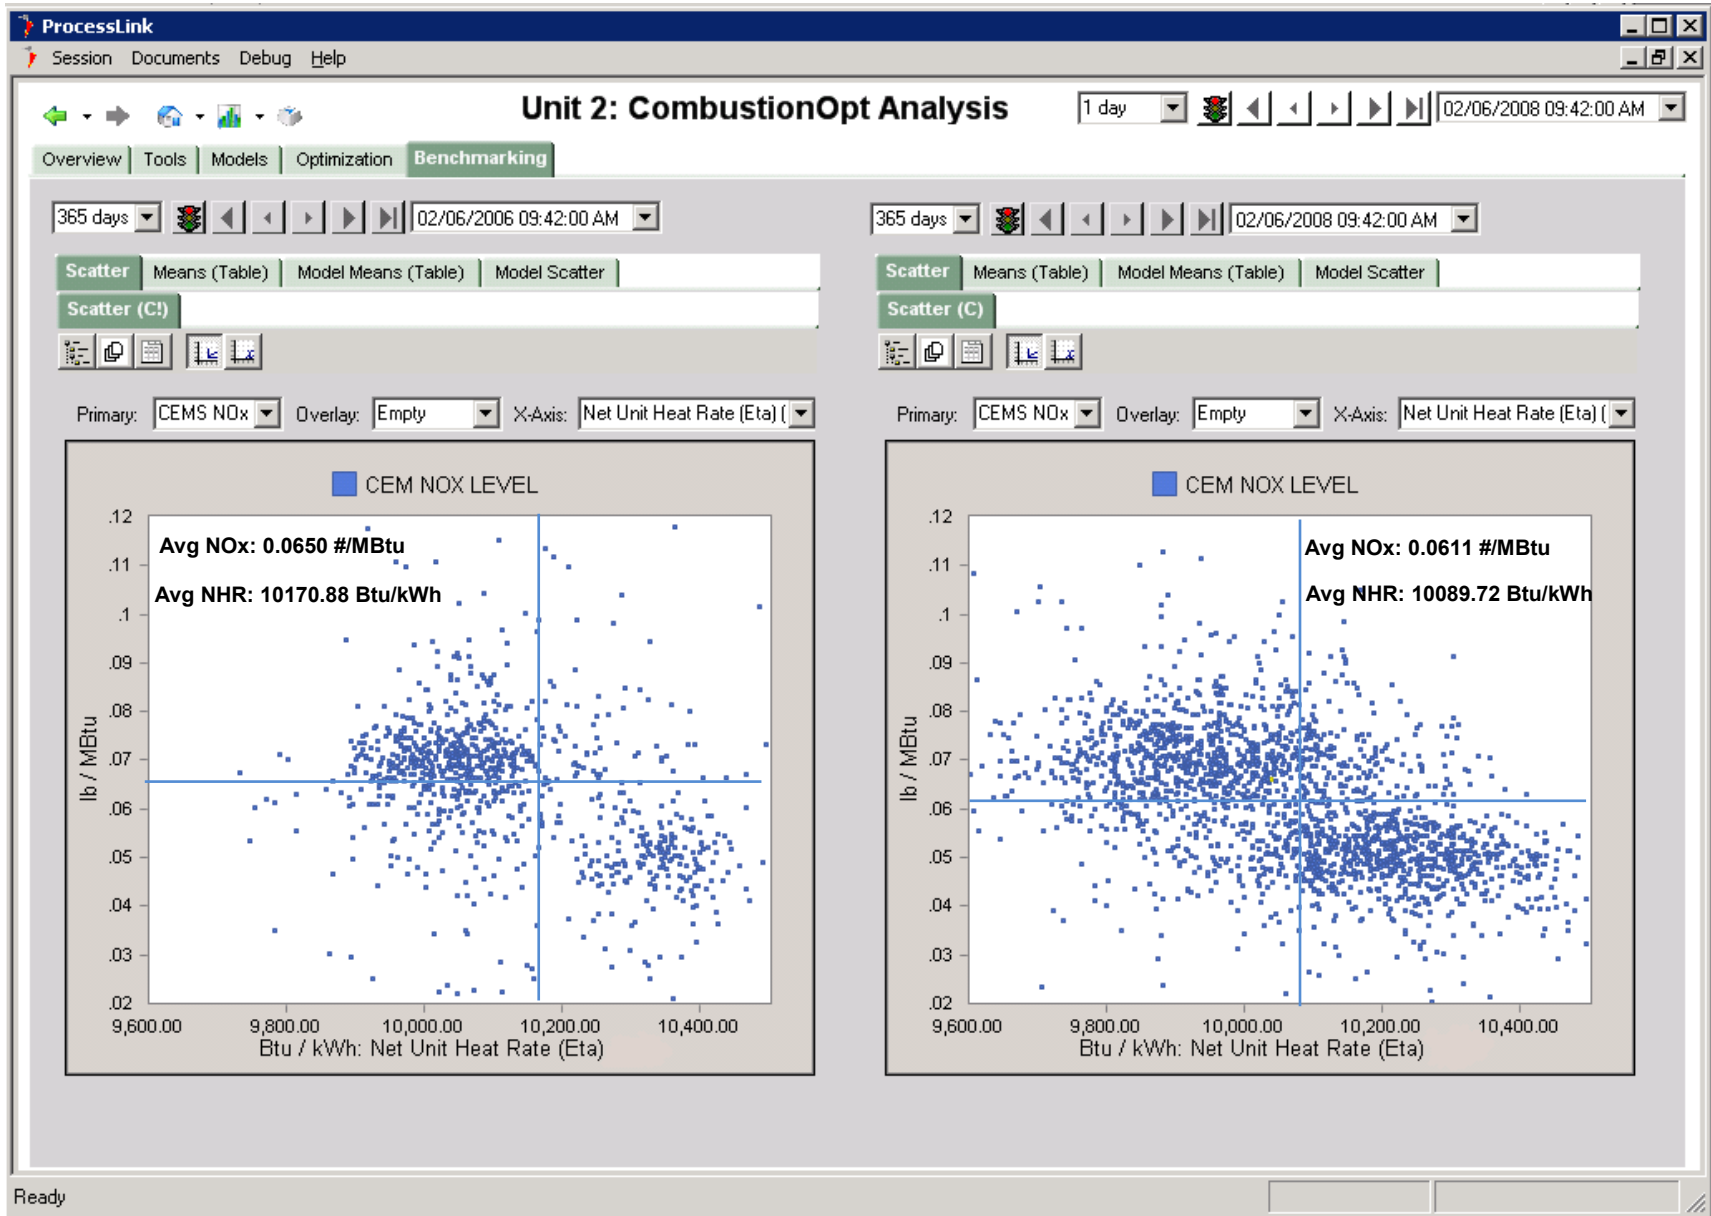 ProcessLink
Session Documents Debug Help
Unit 2: CombustionOpt Analysis
1 day
02/06/2008 09:42:00 AM
Overview Tools Models Optimization Benchmarking
365 days
02/06/2006 09:42:00 AM
Scatter Means (Table) Model Means (Table) Model Scatter
Scatter (C!)
Primary: CEMS NOx Overlay: Empty X-Axis: Net Unit Heat Rate (Eta) (
CEM NOX LEVEL
Avg NOx: 0.0650 #/MBtu
Avg NHR: 10170.88 Btu/kWh
.12
.11
.1
.09
.08
.07
.06
.05
.04
.03
.02
lb / MBtu
9,600.00 9,800.00 10,000.00 10,200.00 10,400.00
Btu / kWh: Net Unit Heat Rate (Eta)
365 days
02/06/2008 09:42:00 AM
Scatter Means (Table) Model Means (Table) Model Scatter
Scatter (C)
Primary: CEMS NOx Overlay: Empty X-Axis: Net Unit Heat Rate (Eta) (
CEM NOX LEVEL
Avg NOx: 0.0611 #/MBtu
Avg NHR: 10089.72 Btu/kWh
.12
.11
.1
.09
.08
.07
.06
.05
.04
.03
.02
lb / MBtu
9,600.00 9,800.00 10,000.00 10,200.00 10,400.00
Btu / kWh: Net Unit Heat Rate (Eta)
Ready